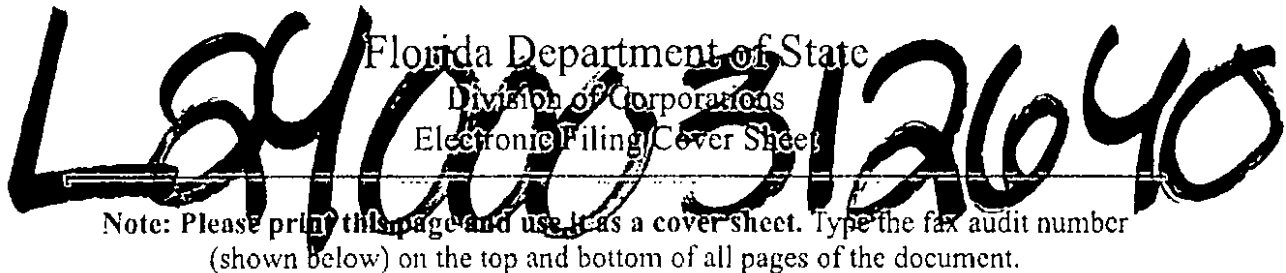 L24000312640
Florida Department of State
Division of Corporations
Electronic Filing Cover Sheet
Note: Please print this page and use it as a cover sheet. Type the fax audit number
(shown below) on the top and bottom of all pages of the document.